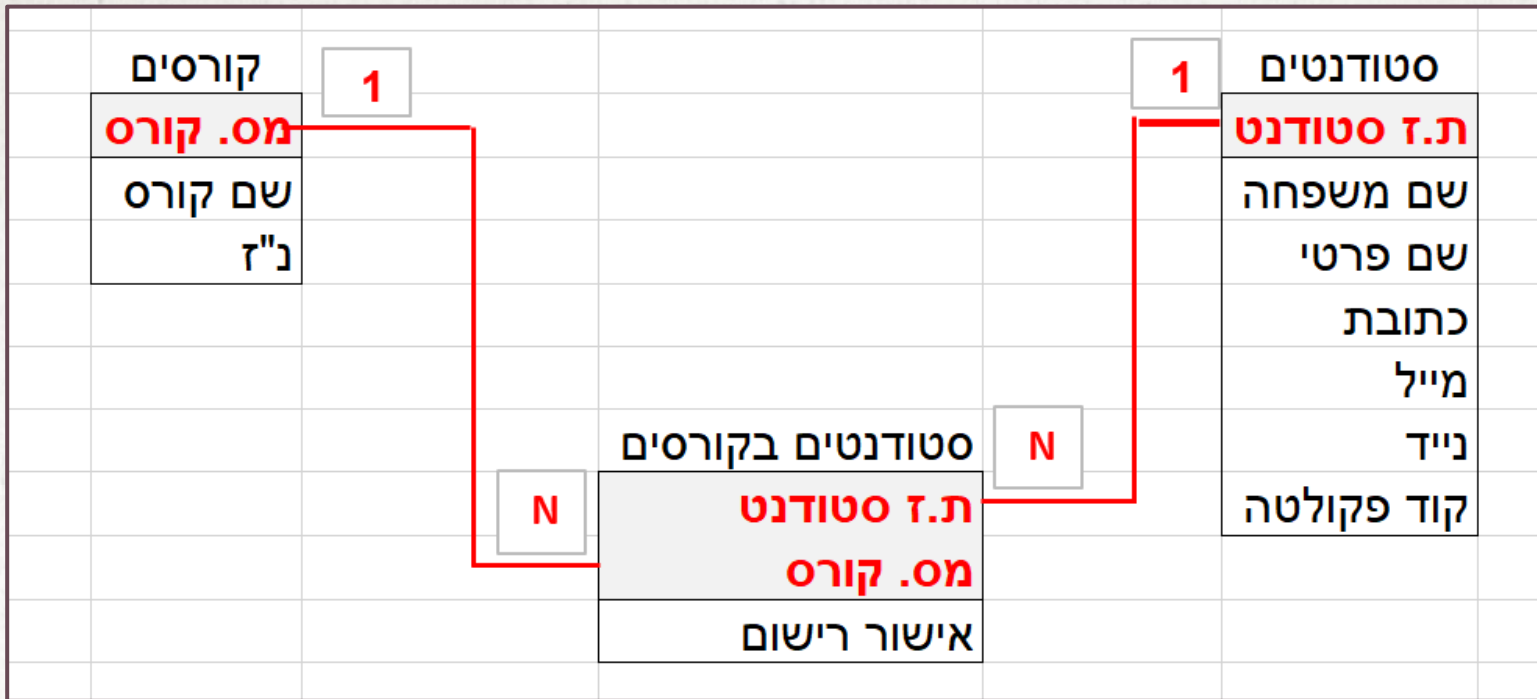 סטודנטים
1
ת.ז סטודנט
שם משפחה
שם פרטי
כתובת
מייל
נייד
קוד פקולטה
N
סטודנטים בקורסים
ת.ז סטודנט
מס. קורס
אישור רישום
N
1
קורסים
מס. קורס
שם קורס
נ"ז